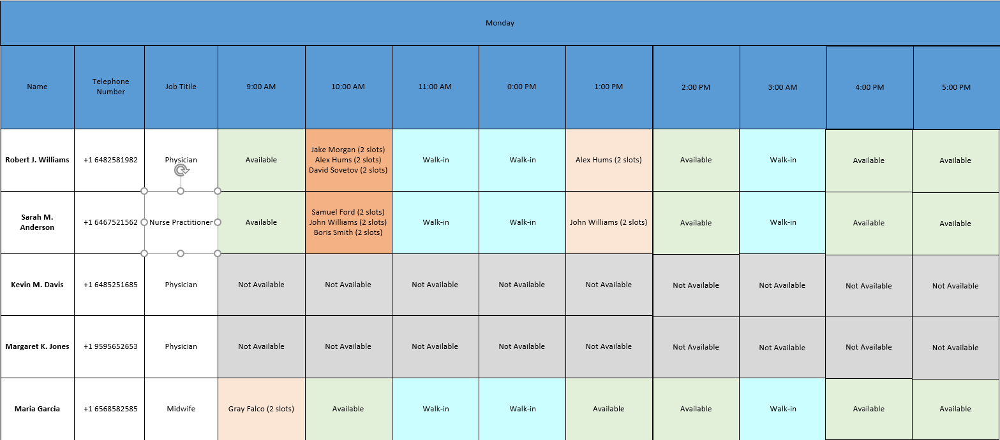 Monday
Name
Telephone
Number
Job Titile
9:00 AM
10:00 AM
11:00 AM
0:00 PM
1:00 PM
2:00 PM
3:00 AM
4:00 PM
5:00 PM
Robert J. Williams
+1 6482581982
Physician
Available
Jake Morgan (2 slots)
Alex Hums (2 slots)
David Sovetov (2 slots)
Walk-in
Walk-in
Alex Hums (2 slots)
Available
Walk-in
Available
Available
Sarah M.
Anderson
+1 6467521562
Nurse Practitioner
Available
Samuel Ford (2 slots)
John Williams (2 slots)
Boris Smith (2 slots)
Walk-in
Walk-in
John Williams (2 slots)
Available
Walk-in
Available
Available
Kevin M. Davis
+1 6485251685
Physician
Not Available
Not Available
Not Available
Not Available
Not Available
Not Available
Not Available
Not Available
Not Available
Margaret K. Jones
+1 9595652653
Physician
Not Available
Not Available
Not Available
Not Available
Not Available
Not Available
Not Available
Not Available
Not Available
Maria Garcia
+1 6568582585
Midwife
Gray Falco (2 slots)
Available
Walk-in
Walk-in
Available
Available
Walk-in
Available
Available